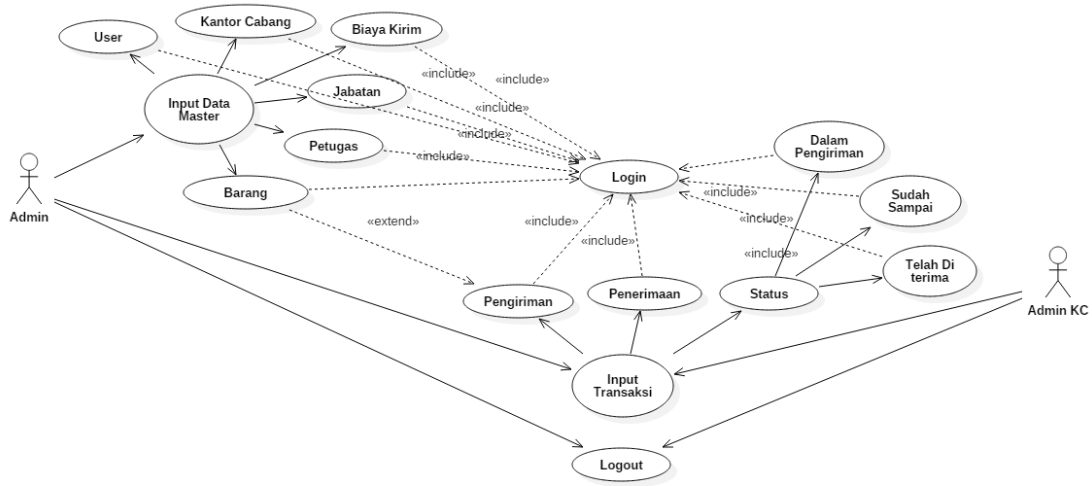 Kantor Cabang
Biaya Kirim
User
«include»
«include»
Jabatan
Input Data
Master
«include»
«include»
Petugas
«include»
Dalam
Pengiriman
Login
Barang
«include»
Sudah
Sampai
Admin
«extend»
«include»
«include»
«include»
«include»
Telah Di
terima
Pengiriman
Penerimaan
Status
Admin KC
Input
Transaksi
Logout